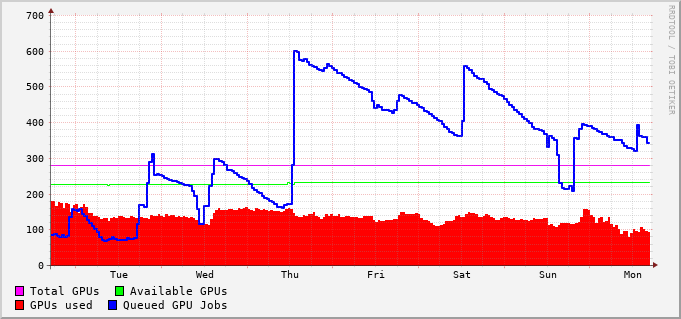 700
600
500
400
300
200
100
0
Tue Wed Thu Fri Sat Sun Mon
Total GPUs Available GPUs
GPUs used Queued GPU Jobs
RRDTOOL / TOBI OETIKER